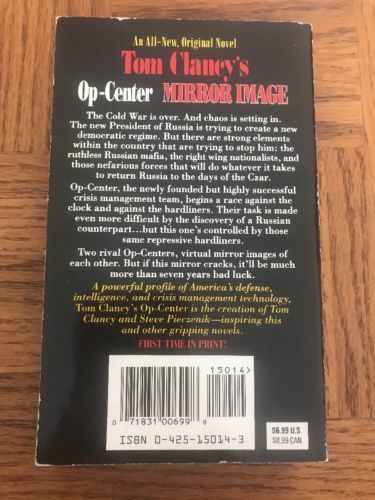 An All-New, Original Novel
Tom Clancy's
Op-Center MIRROR IMAGE
The Cold War is over. And chaos is setting in.
The new President of Russia is trying to create a new
democratic regime. But there are strong elements
within the country that are trying to stop him: the
ruthless Russian mafia, the right wing nationalists, and
those nefarious forces that will do whatever it takes
to return Russia to the days of the Czar.
Op-Center, the newly founded but highly successful
crisis management team, begins a race against the
clock and against the hardliners. Their task is made
even more difficult by the discovery of a Russian
counterpart...but this one's controlled by those
same repressive hardliners.
Two rival Op-Centers, virtual mirror images of
each other. But if this mirror cracks, it'll be much
more than seven years bad luck.
A powerful profile of America's defense,
intelligence, and crisis management technology,
Tom Clancy's Op-Center is the creation of Tom
Clancy and Steve Pieczenik—inspiring this
and other gripping novels.
FIRST TIME IN PRINT!
15014
0 71831 00699 8
ISBN 0-425-15014-3
$6.99 U.S.
$8.99 CAN